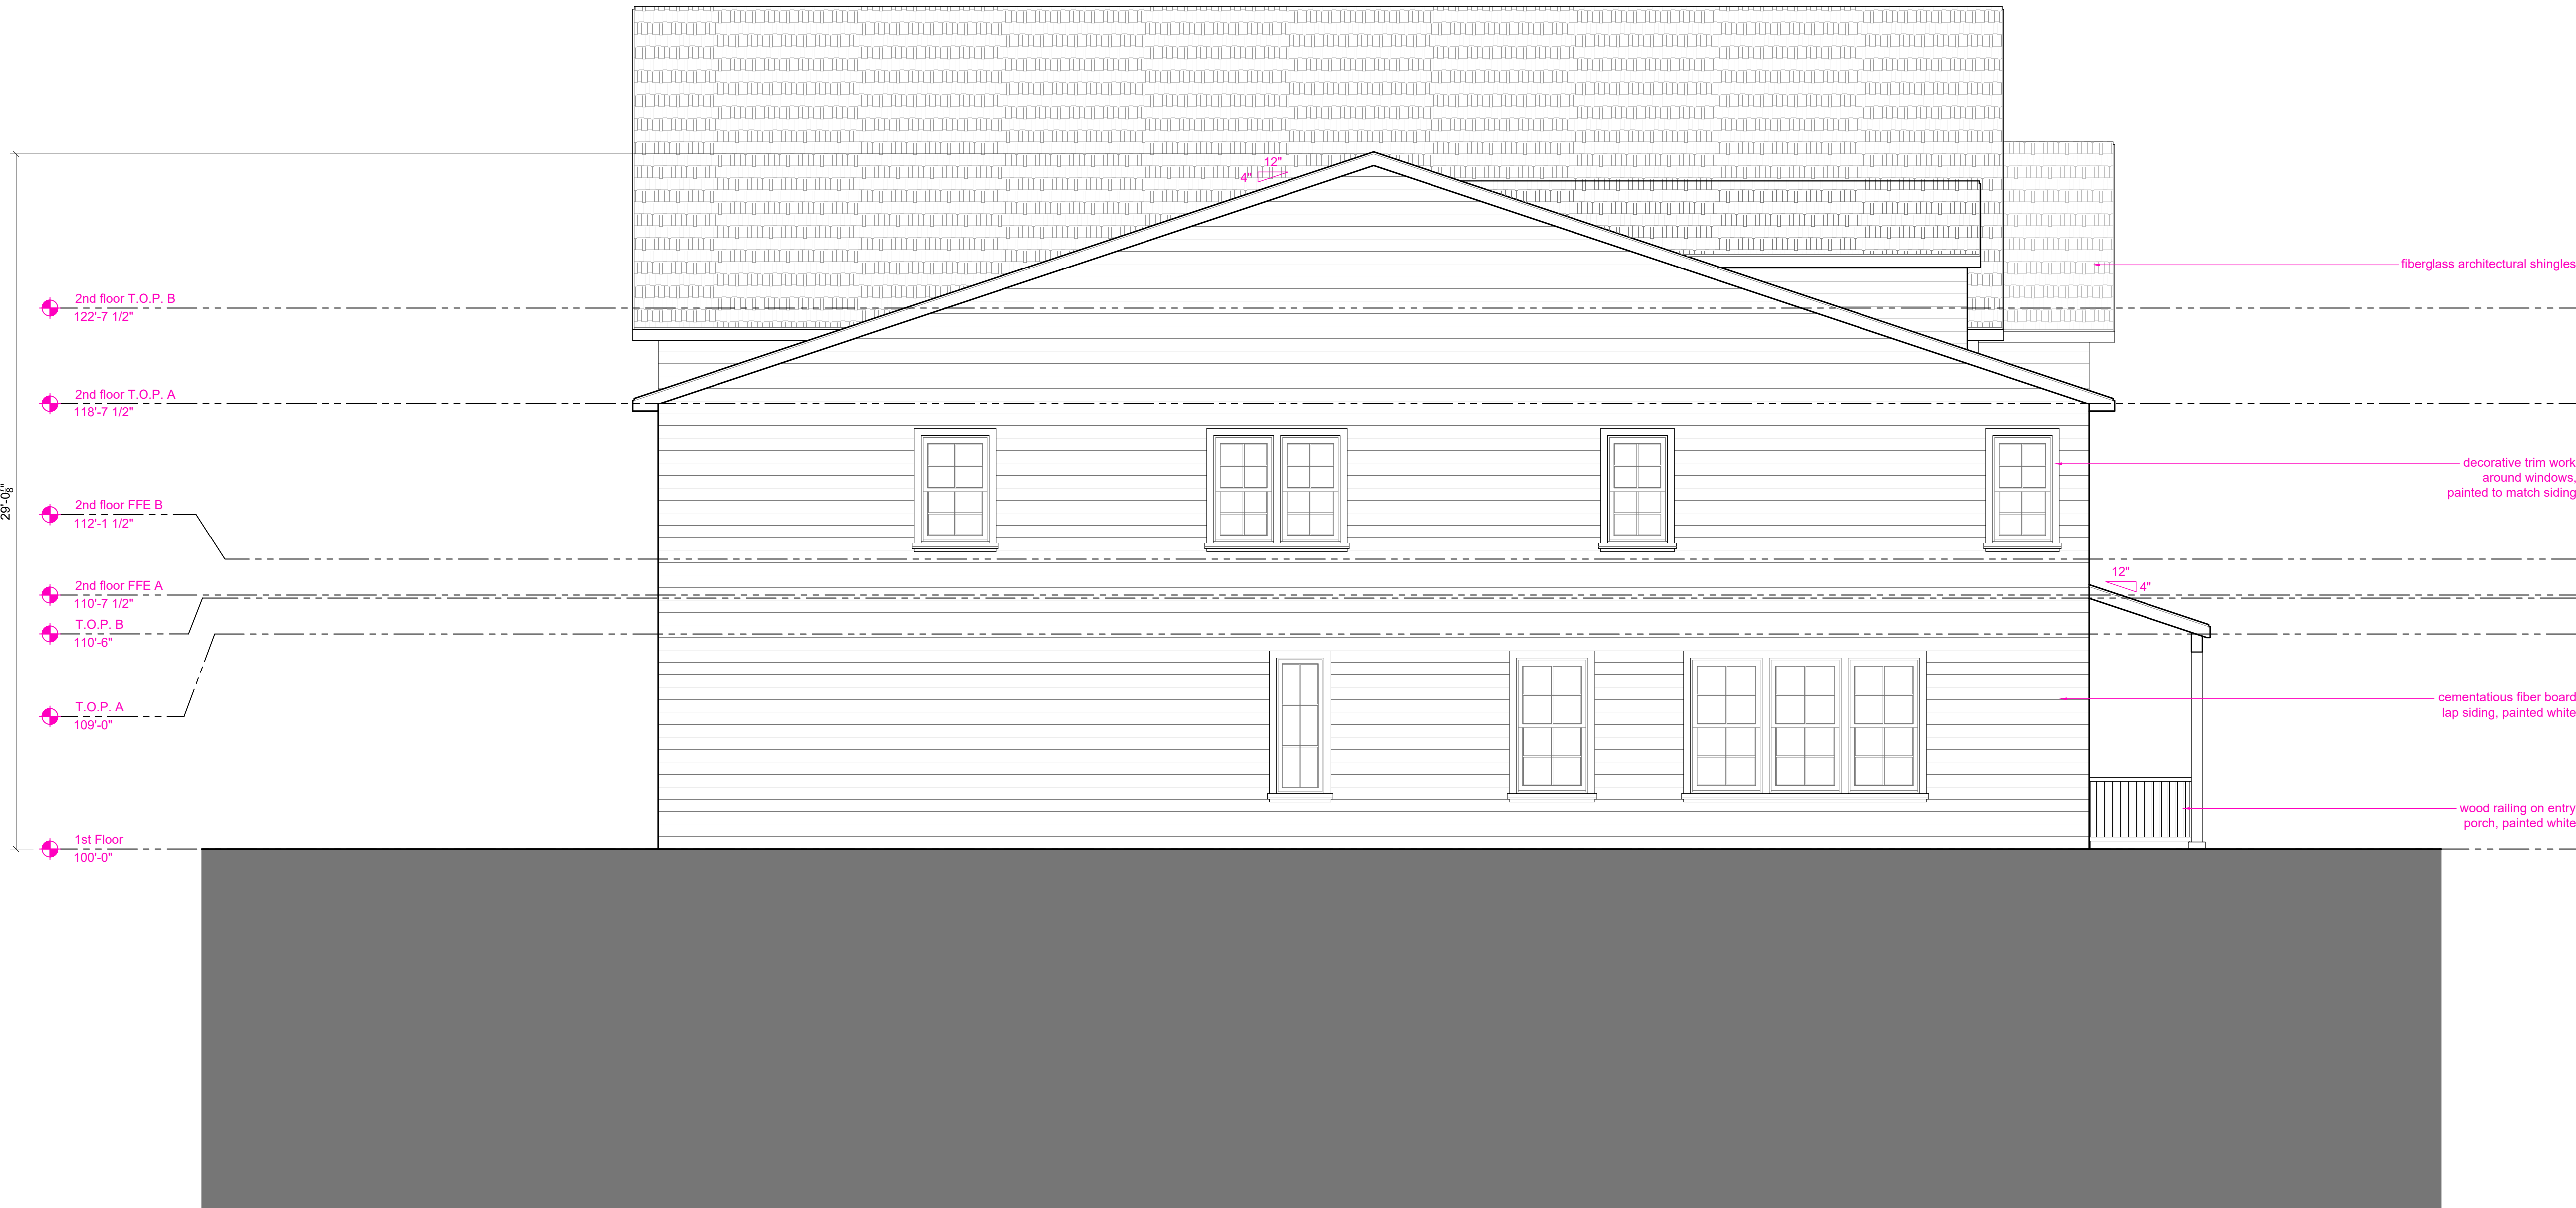 12"
4"
fiberglass architectural shingles
2nd floor T.O.P. B
122'-7 1/2"
2nd floor T.O.P. A
118'-7 1/2"
decorative trim work
around windows,
painted to match siding
29'-0⅞"
2nd floor FFE B
112'-1 1/2"
2nd floor FFE A
110'-7 1/2"
12"
4"
T.O.P. B
110'-6"
T.O.P. A
109'-0"
cementatious fiber board
lap siding, painted white
wood railing on entry
porch, painted white
1st Floor
100'-0"